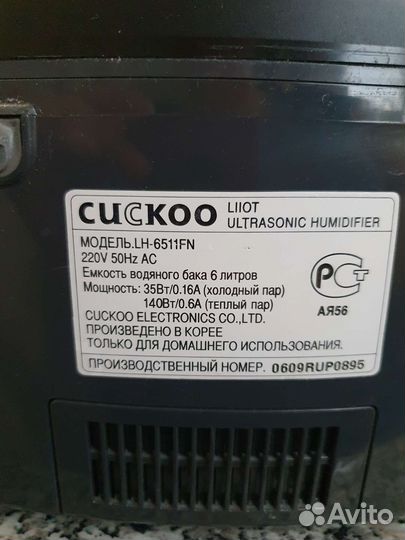 CUCKOO LIIOT
ULTRASONIC HUMIDIFIER
МОДЕЛЬ.LH-6511FN
220V 50Hz AC
Емкость водяного бака 6 литров
Мощность: 35Вт/0.16А (холодный пар)
140Вт/0.6А (теплый пар)
CUCKOO ELECTRONICS CO.,LTD.
ПРОИЗВЕДЕНО В КОРЕЕ
ТОЛЬКО ДЛЯ ДОМАШНЕГО ИСПОЛЬЗОВАНИЯ.
ПРОИЗВОДСТВЕННЫЙ НОМЕР. 0609RUP0895
РСТ
АЯ56
Avito